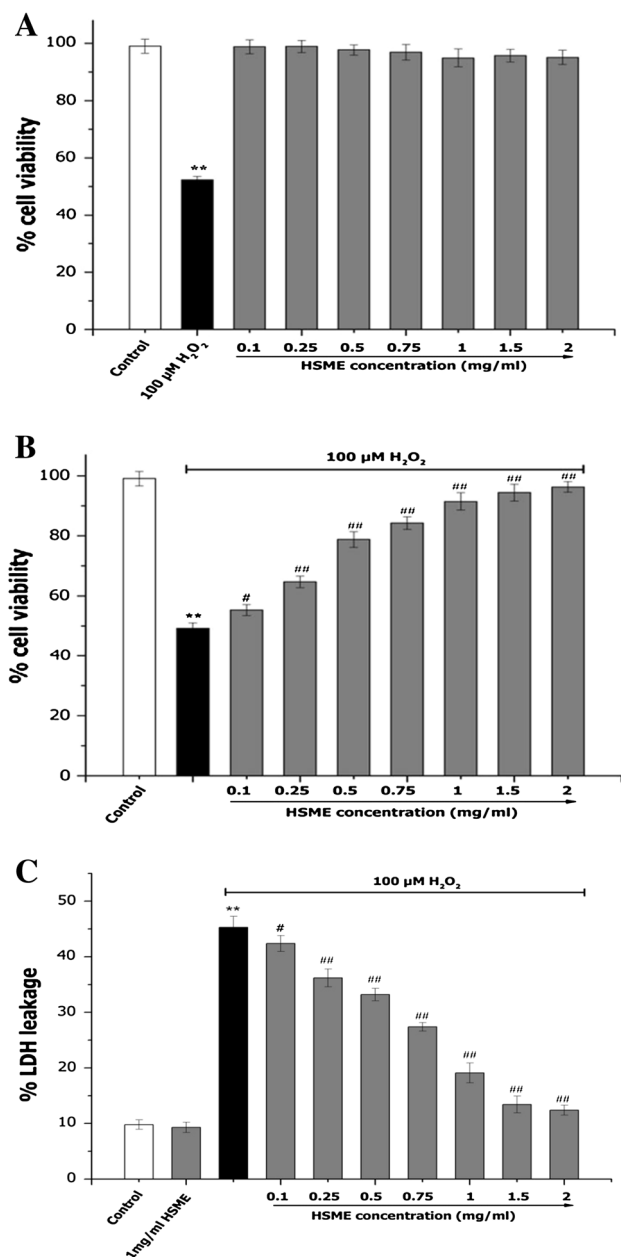 A
% cell viability
100
80
60
40
20
0
**
Control
100 µM H₂O₂
0.1 0.25 0.5 0.75 1 1.5 2
HSME concentration (mg/ml)
B
100 µM H₂O₂
% cell viability
100
80
60
40
20
0
** # ## ## ## ## ## ##
Control
0.1 0.25 0.5 0.75 1 1.5 2
HSME concentration (mg/ml)
C
100 µM H₂O₂
% LDH leakage
50
40
30
20
10
0
** # ## ## ## ## ## ##
Control
1mg/ml HSME
0.1 0.25 0.5 0.75 1 1.5 2
HSME concentration (mg/ml)